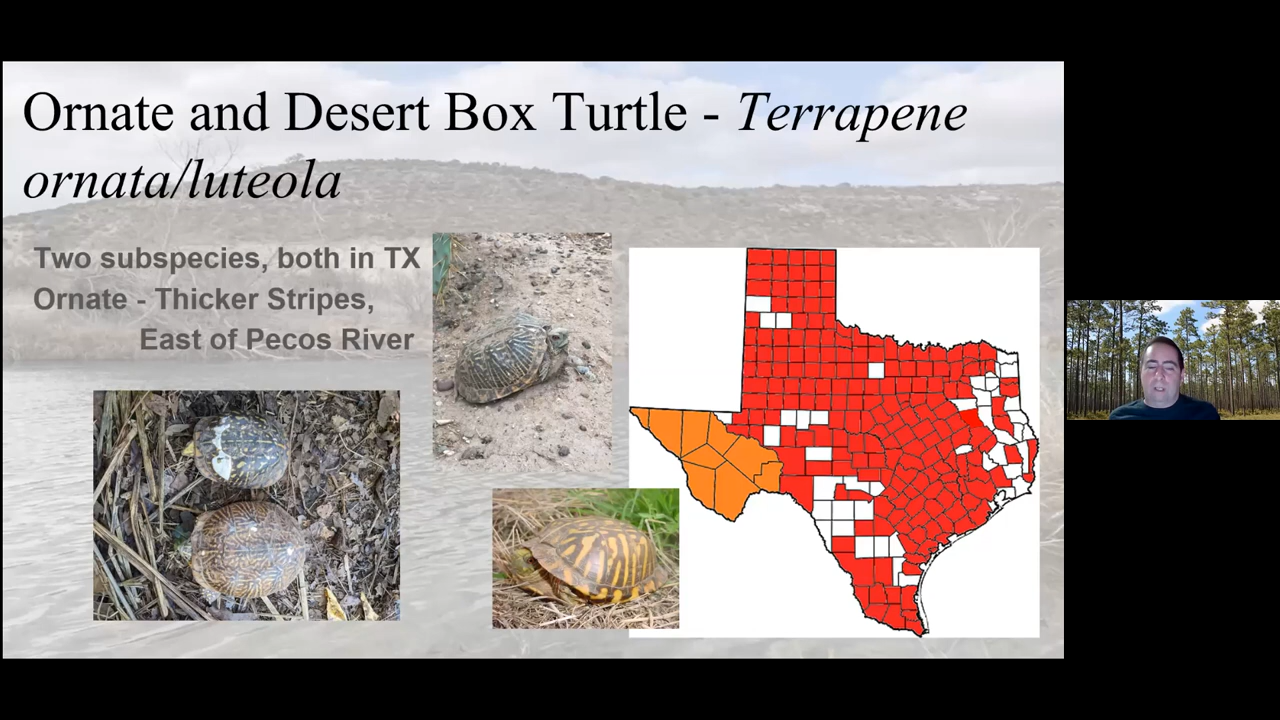 Ornate and Desert Box Turtle - Terrapene
ornata/luteola
Two subspecies, both in TX
Ornate - Thicker Stripes,
East of Pecos River